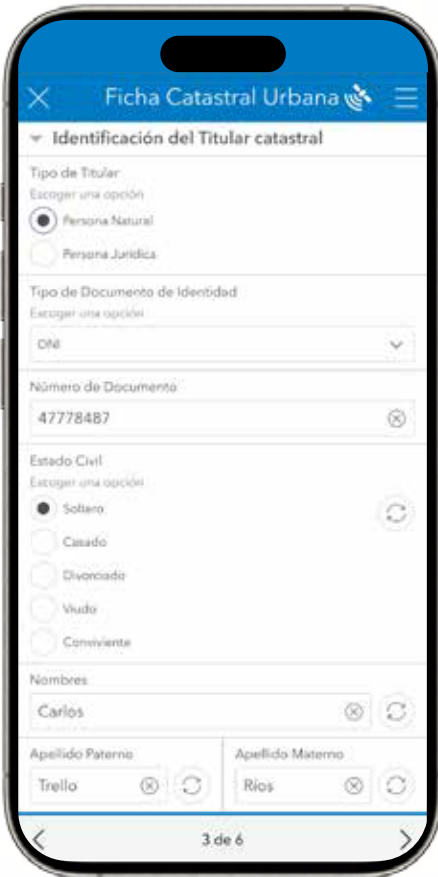 Ficha Catastral Urbana
Identificación del Titular catastral
Tipo de Titular
Escoger una opción
Persona Natural
Persona Jurídica
Tipo de Documento de Identidad
Escoger una opción
DNI
Número de Documento
47778487
Estado Civil
Escoger una opción
Soltero
Casado
Divorciado
Viudo
Conviviente
Nombres
Carlos
Apellido Paterno Apellido Materno
Trello Rios
3 de 6